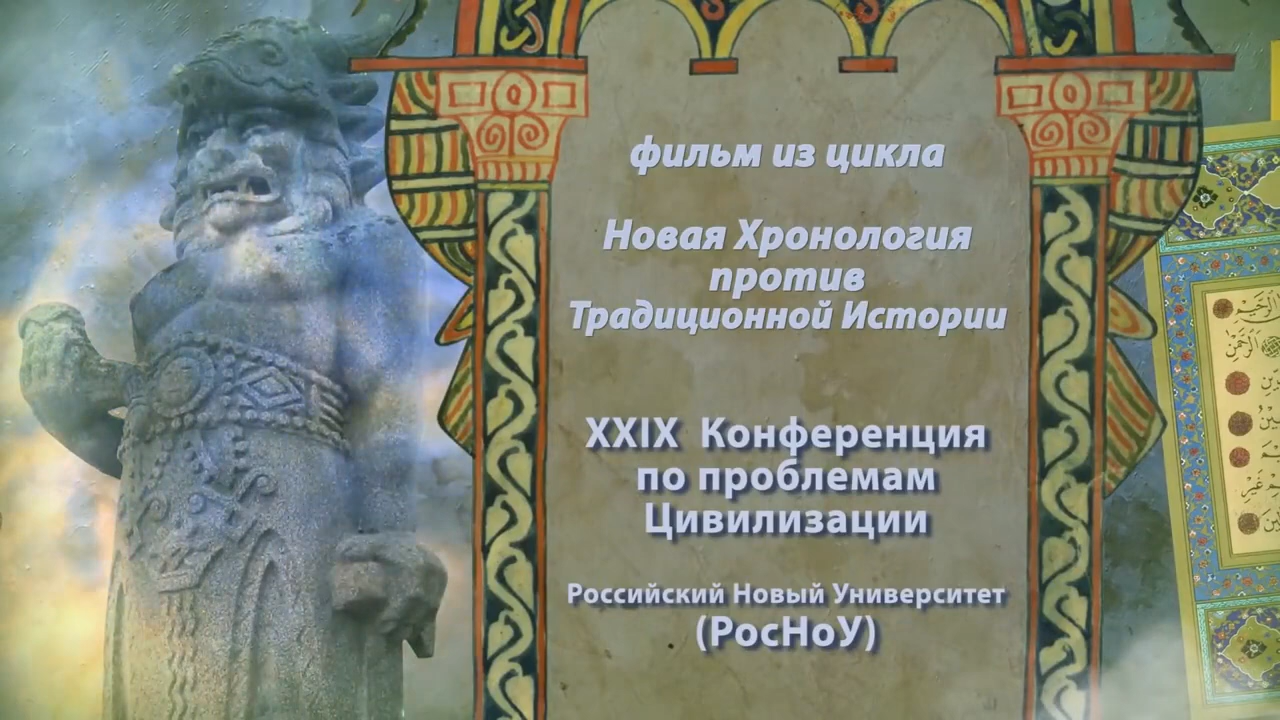 фильм из цикла
Новая Хронология
против
Традиционной Истории
XXIX Конференция
по проблемам
Цивилизации
Российский Новый Университет
(РосНоУ)